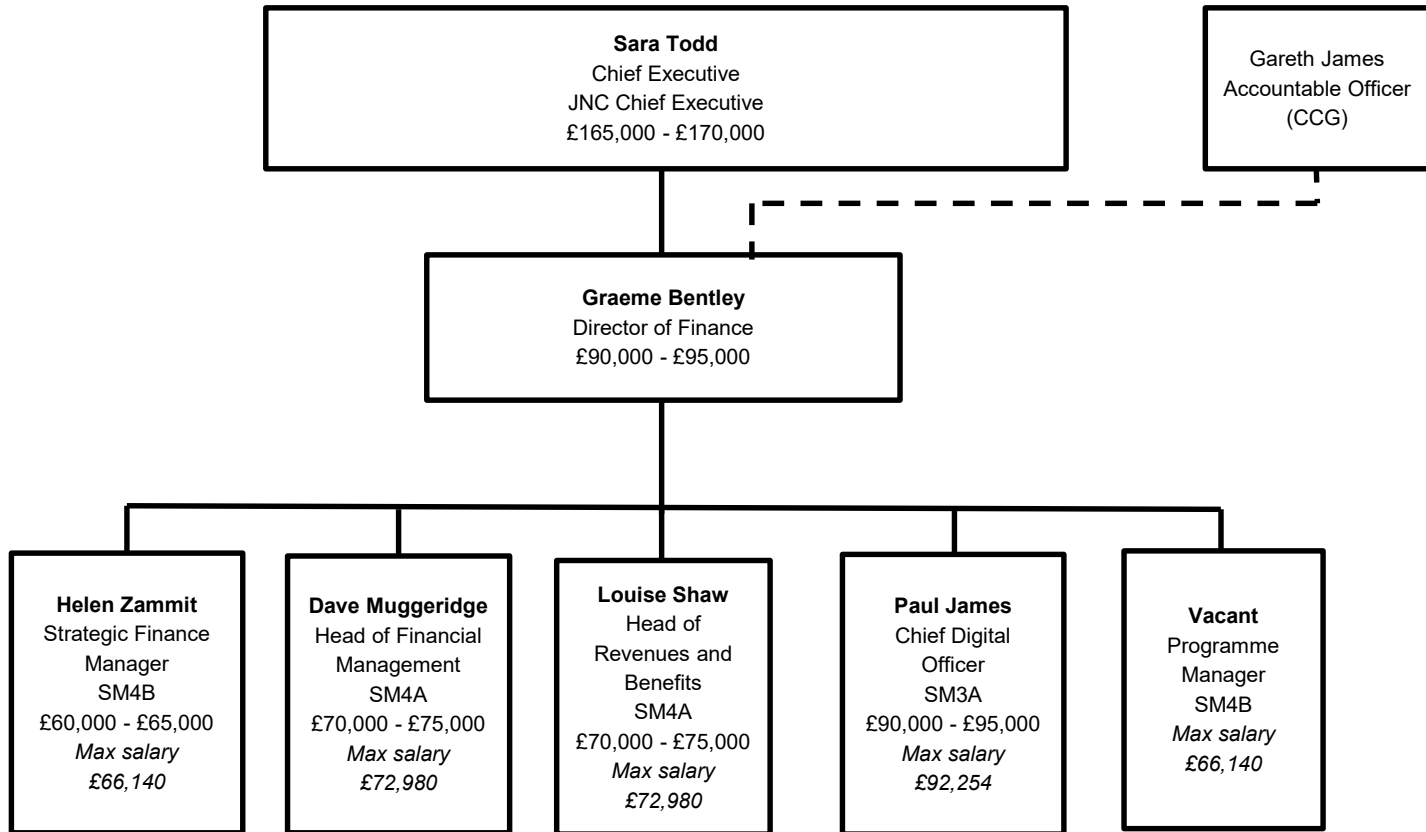 Sara Todd
Chief Executive
JNC Chief Executive
£165,000 - £170,000
Gareth James
Accountable Officer
(CCG)
Graeme Bentley
Director of Finance
£90,000 - £95,000
Helen Zammit
Strategic Finance
Manager
SM4B
£60,000 - £65,000
Max salary
£66,140
Dave Muggeridge
Head of Financial
Management
SM4A
£70,000 - £75,000
Max salary
£72,980
Louise Shaw
Head of
Revenues and
Benefits
SM4A
£70,000 - £75,000
Max salary
£72,980
Paul James
Chief Digital
Officer
SM3A
£90,000 - £95,000
Max salary
£92,254
Vacant
Programme
Manager
SM4B
Max salary
£66,140